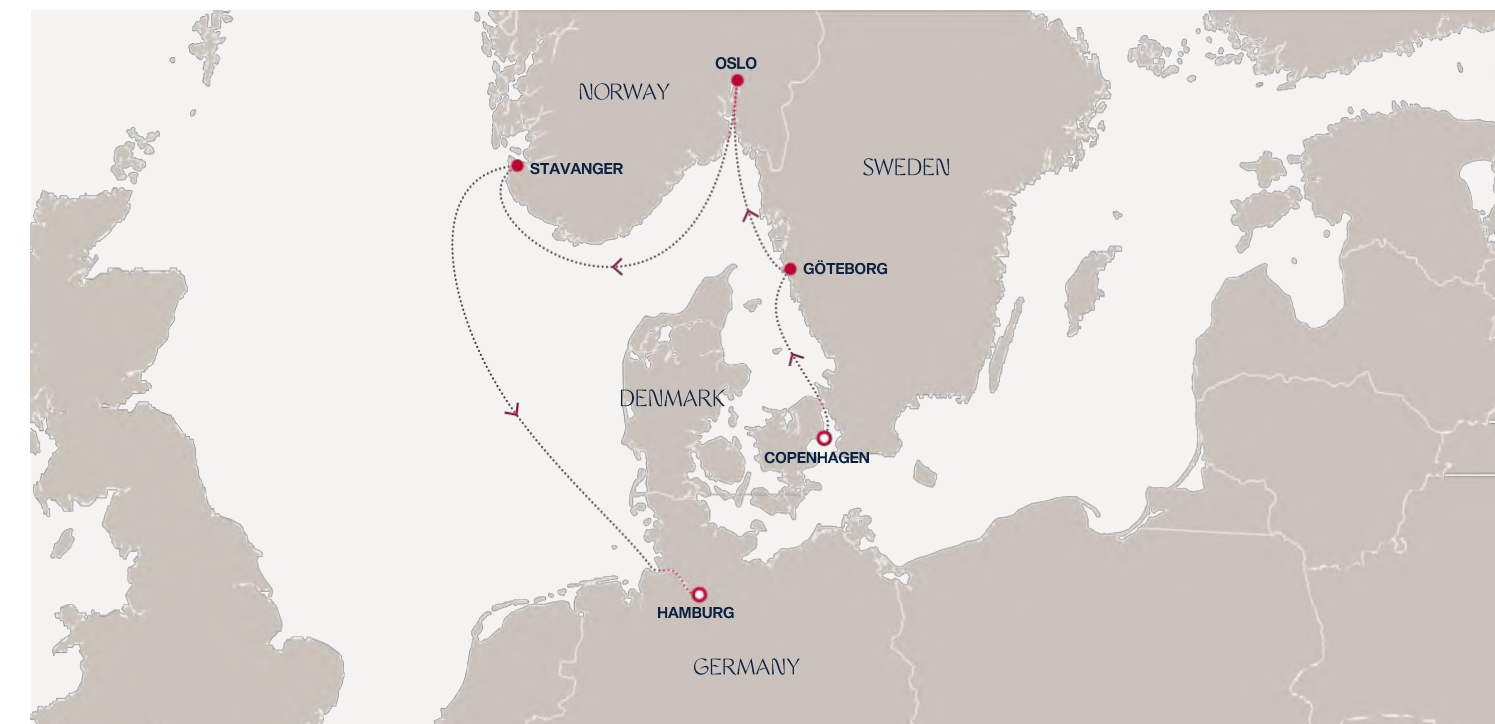 OSLO
NORWAY
STAVANGER
SWEDEN
GÖTEBORG
DENMARK
COPENHAGEN
HAMBURG
GERMANY